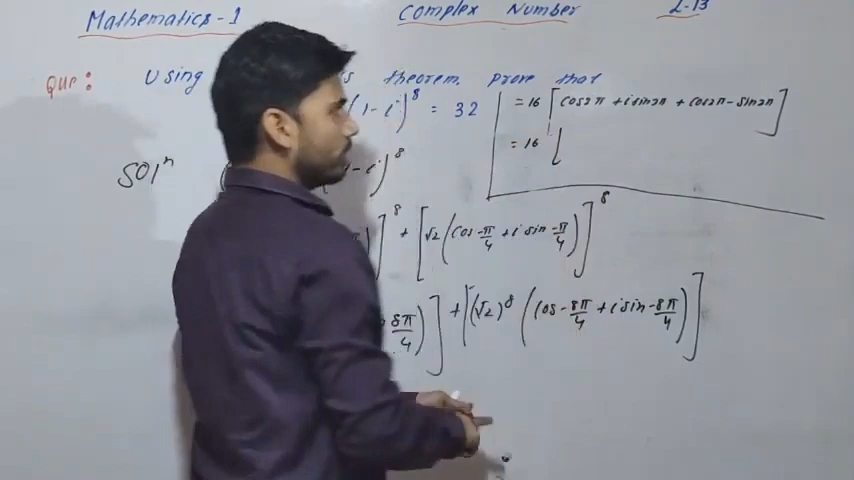 Mathematics-1 Complex Number L-13
Que: Using theorem. prove that
(1-i)^8 = 32
= 16 [cos2π + i sin2π + cos2π - sin2π]
= 16 [
Sol^n -i)^8
]^8 + [√2 (cos -π/4 + i sin -π/4)]^8
8π/4)] + [(√2)^8 (cos -8π/4 + i sin -8π/4)]